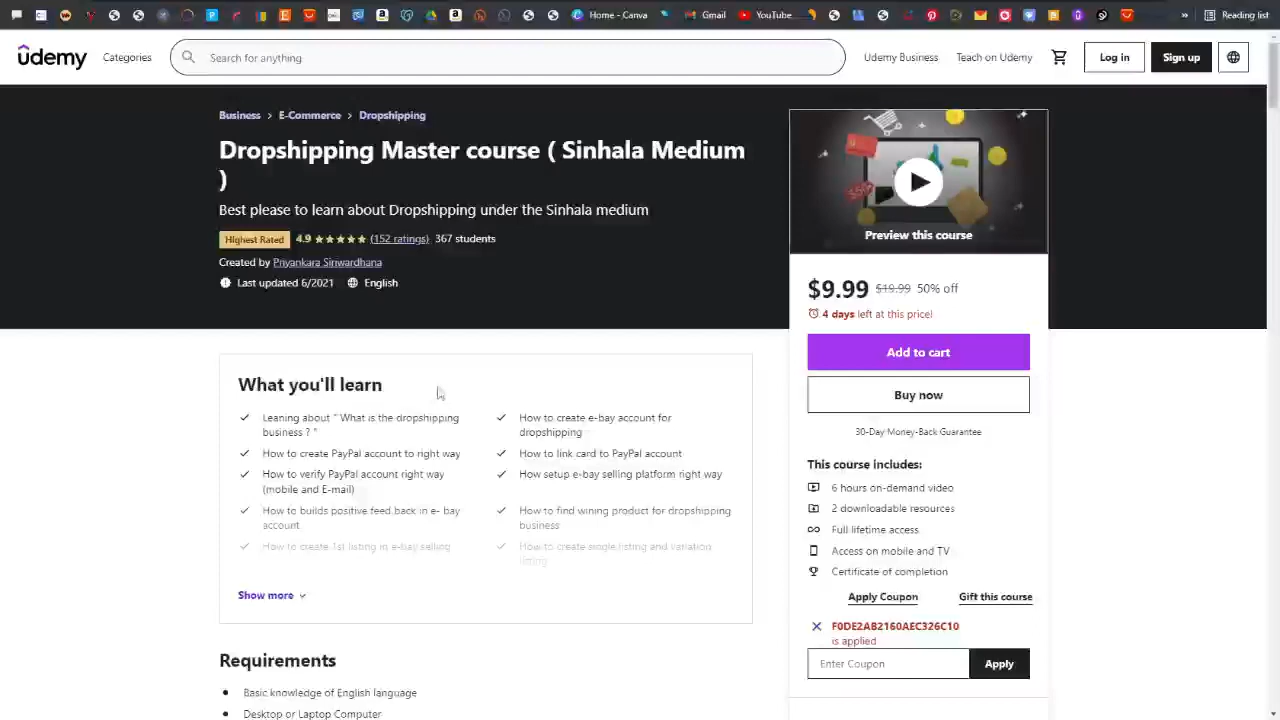 Home - Canva
Gmail
YouTube
»
Reading list
ûdemy
Categories
Search for anything
Udemy Business
Teach on Udemy
Log in
Sign up
Business > E-Commerce > Dropshipping
Dropshipping Master course ( Sinhala Medium
)
Best please to learn about Dropshipping under the Sinhala medium
Highest Rated 4.9 (152 ratings) 367 students
Created by Priyankara Siriwardhana
Last updated 6/2021 English
Preview this course
$9.99 $19.99 50% off
4 days left at this price!
Add to cart
Buy now
30-Day Money-Back Guarantee
This course includes:
6 hours on-demand video
2 downloadable resources
Full lifetime access
Access on mobile and TV
Certificate of completion
Apply Coupon
Gift this course
F0DE2AB2160AEC326C10
is applied
Enter Coupon
Apply
What you'll learn
Leaning about " What is the dropshipping
business ? "
How to create PayPal account to right way
How to verify PayPal account right way
(mobile and E-mail)
How to builds positive feed.back in e- bay
account
How to create 1st listing in e-bay selling
How to create e-bay account for
dropshipping
How to link card to PayPal account
How setup e-bay selling platform right way
How to find wining product for dropshipping
business
How to create single listing and variation
listing
Show more
Requirements
Basic knowledge of English language
Desktop or Laptop Computer